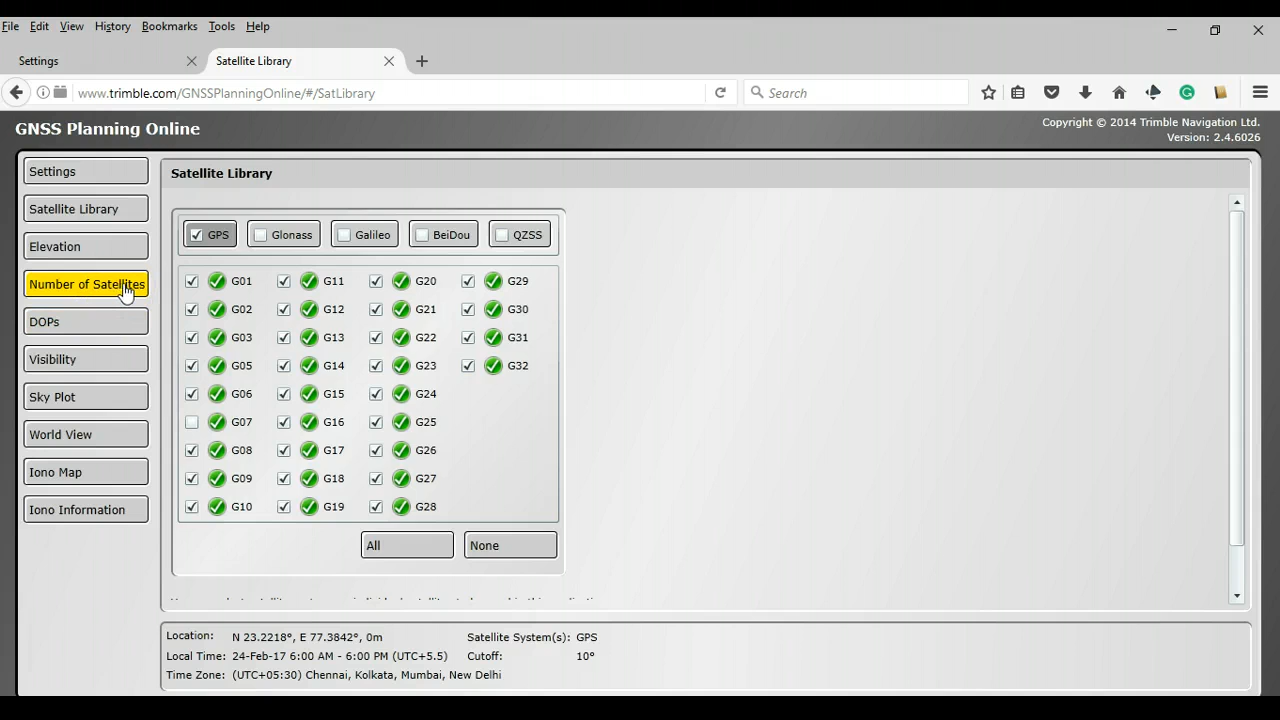 File Edit View History Bookmarks Tools Help
Settings
Satellite Library
www.trimble.com/GNSSPlanningOnline/#/SatLibrary
Search
GNSS Planning Online
Copyright © 2014 Trimble Navigation Ltd.
Version: 2.4.6026
Settings
Satellite Library
Elevation
Number of Satellites
DOPs
Visibility
Sky Plot
World View
Iono Map
Iono Information
Satellite Library
GPS Glonass Galileo BeiDou QZSS
G01 G11 G20 G29
G02 G12 G21 G30
G03 G13 G22 G31
G05 G14 G23 G32
G06 G15 G24
G07 G16 G25
G08 G17 G26
G09 G18 G27
G10 G19 G28
All None
Location: N 23.2218°, E 77.3842°, 0m Satellite System(s): GPS
Local Time: 24-Feb-17 6:00 AM - 6:00 PM (UTC+5.5) Cutoff: 10°
Time Zone: (UTC+05:30) Chennai, Kolkata, Mumbai, New Delhi